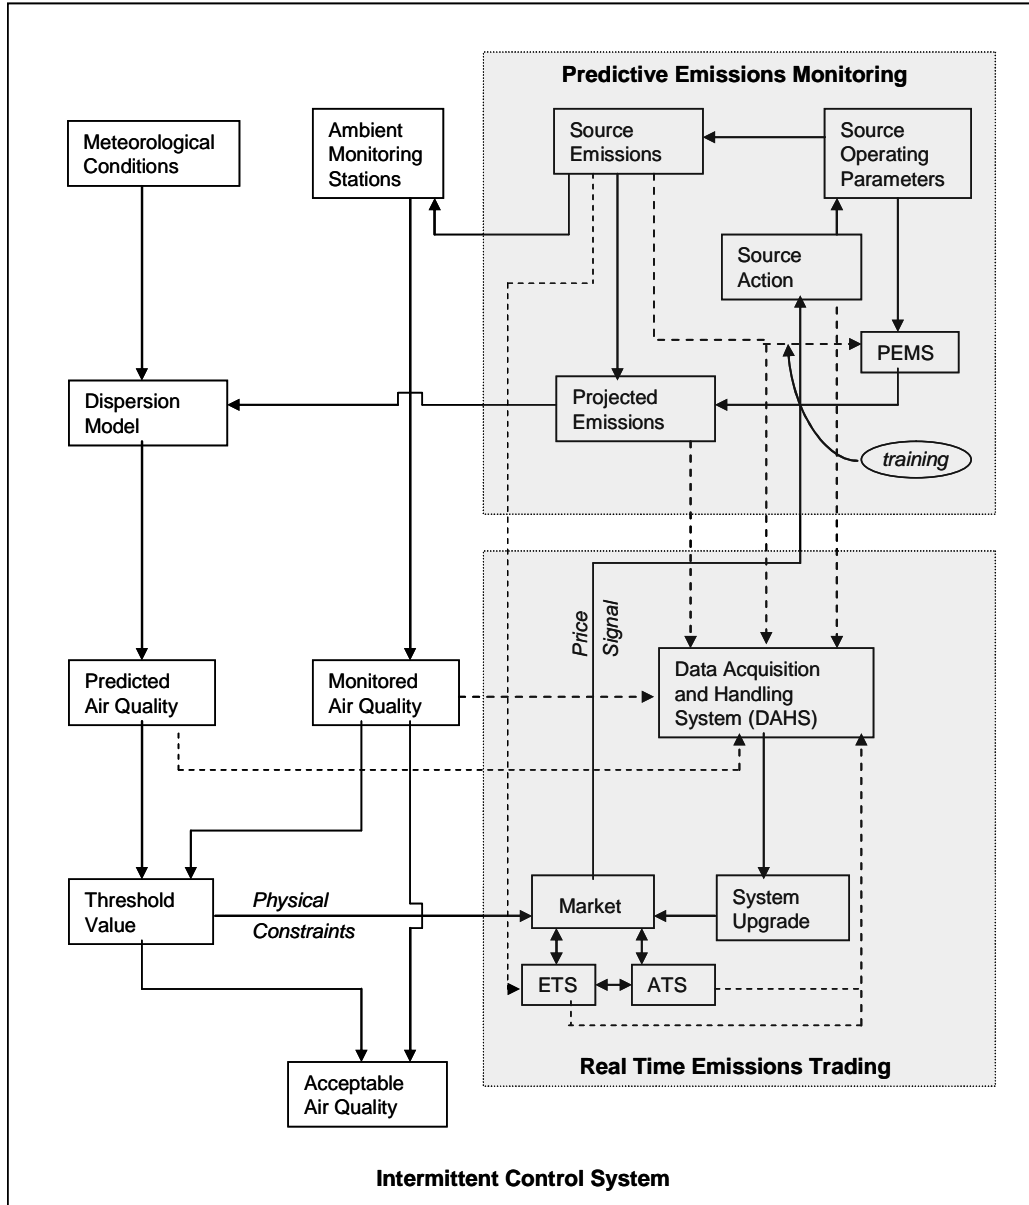 Predictive Emissions Monitoring
Meteorological
Conditions
Ambient
Monitoring
Stations
Source
Emissions
Source
Operating
Parameters
Source
Action
PEMS
Dispersion
Model
Projected
Emissions
training
Price
Signal
Predicted
Air Quality
Monitored
Air Quality
Data Acquisition
and Handling
System (DAHS)
Threshold
Value
Physical
Constraints
Market
System
Upgrade
ETS
ATS
Real Time Emissions Trading
Acceptable
Air Quality
Intermittent Control System